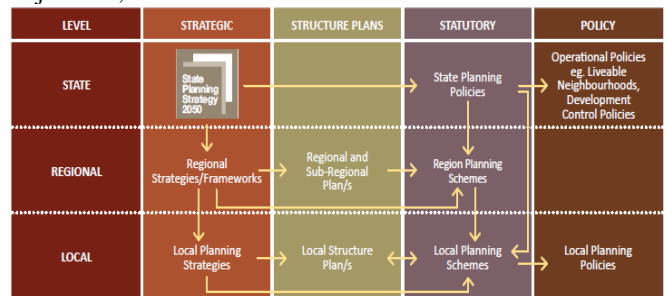 LEVEL
STRATEGIC
STRUCTURE PLANS
STATUTORY
POLICY
STATE
State
Planning
Strategy
2050
State Planning
Policies
Operational Policies
eg. Liveable
Neighbourhoods,
Development
Control Policies
REGIONAL
Regional
Strategies/Frameworks
Regional and
Sub-Regional
Plan/s
Region Planning
Schemes
LOCAL
Local Planning
Strategies
Local Structure
Plan/s
Local Planning
Schemes
Local Planning
Policies